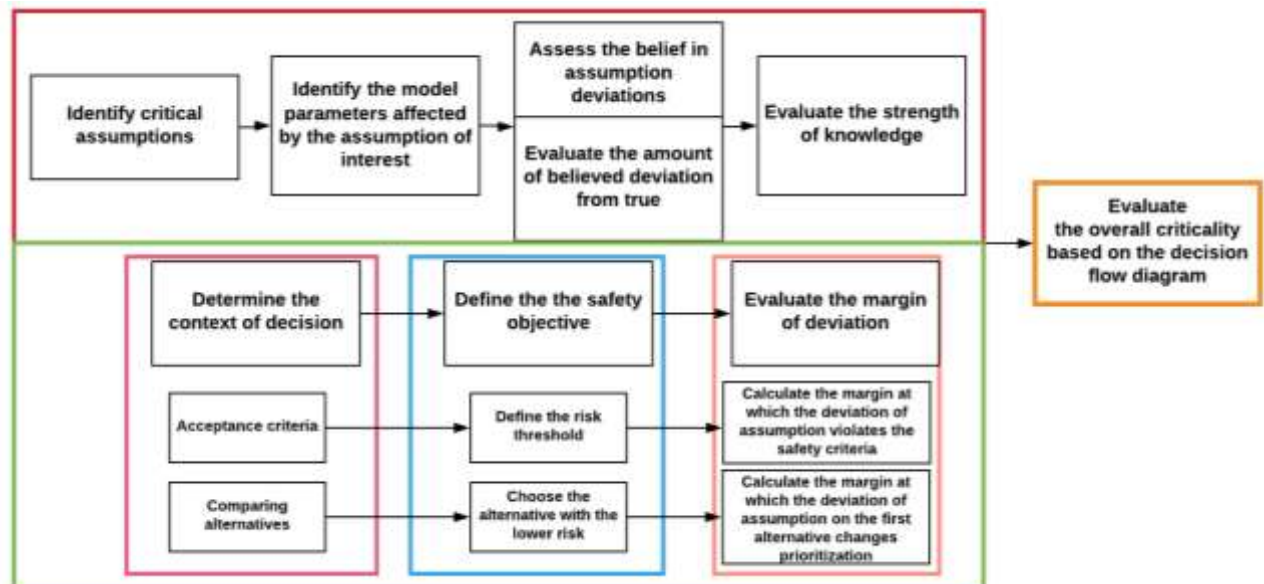 Identify critical
assumptions
Identify the model
parameters affected
by the assumption of
interest
Assess the belief in
assumption
deviations
Evaluate the amount
of believed deviation
from true
Evaluate the strength
of knowledge
Evaluate
the overall criticality
based on the decision
flow diagram
Determine the
context of decision
Define the the safety
objective
Evaluate the margin
of deviation
Acceptance criteria
Define the risk
threshold
Calculate the margin at
which the deviation of
assumption violates the
safety criteria
Comparing
alternatives
Choose the
alternative with the
lower risk
Calculate the margin at
which the deviation of
assumption on the first
alternative changes
prioritization